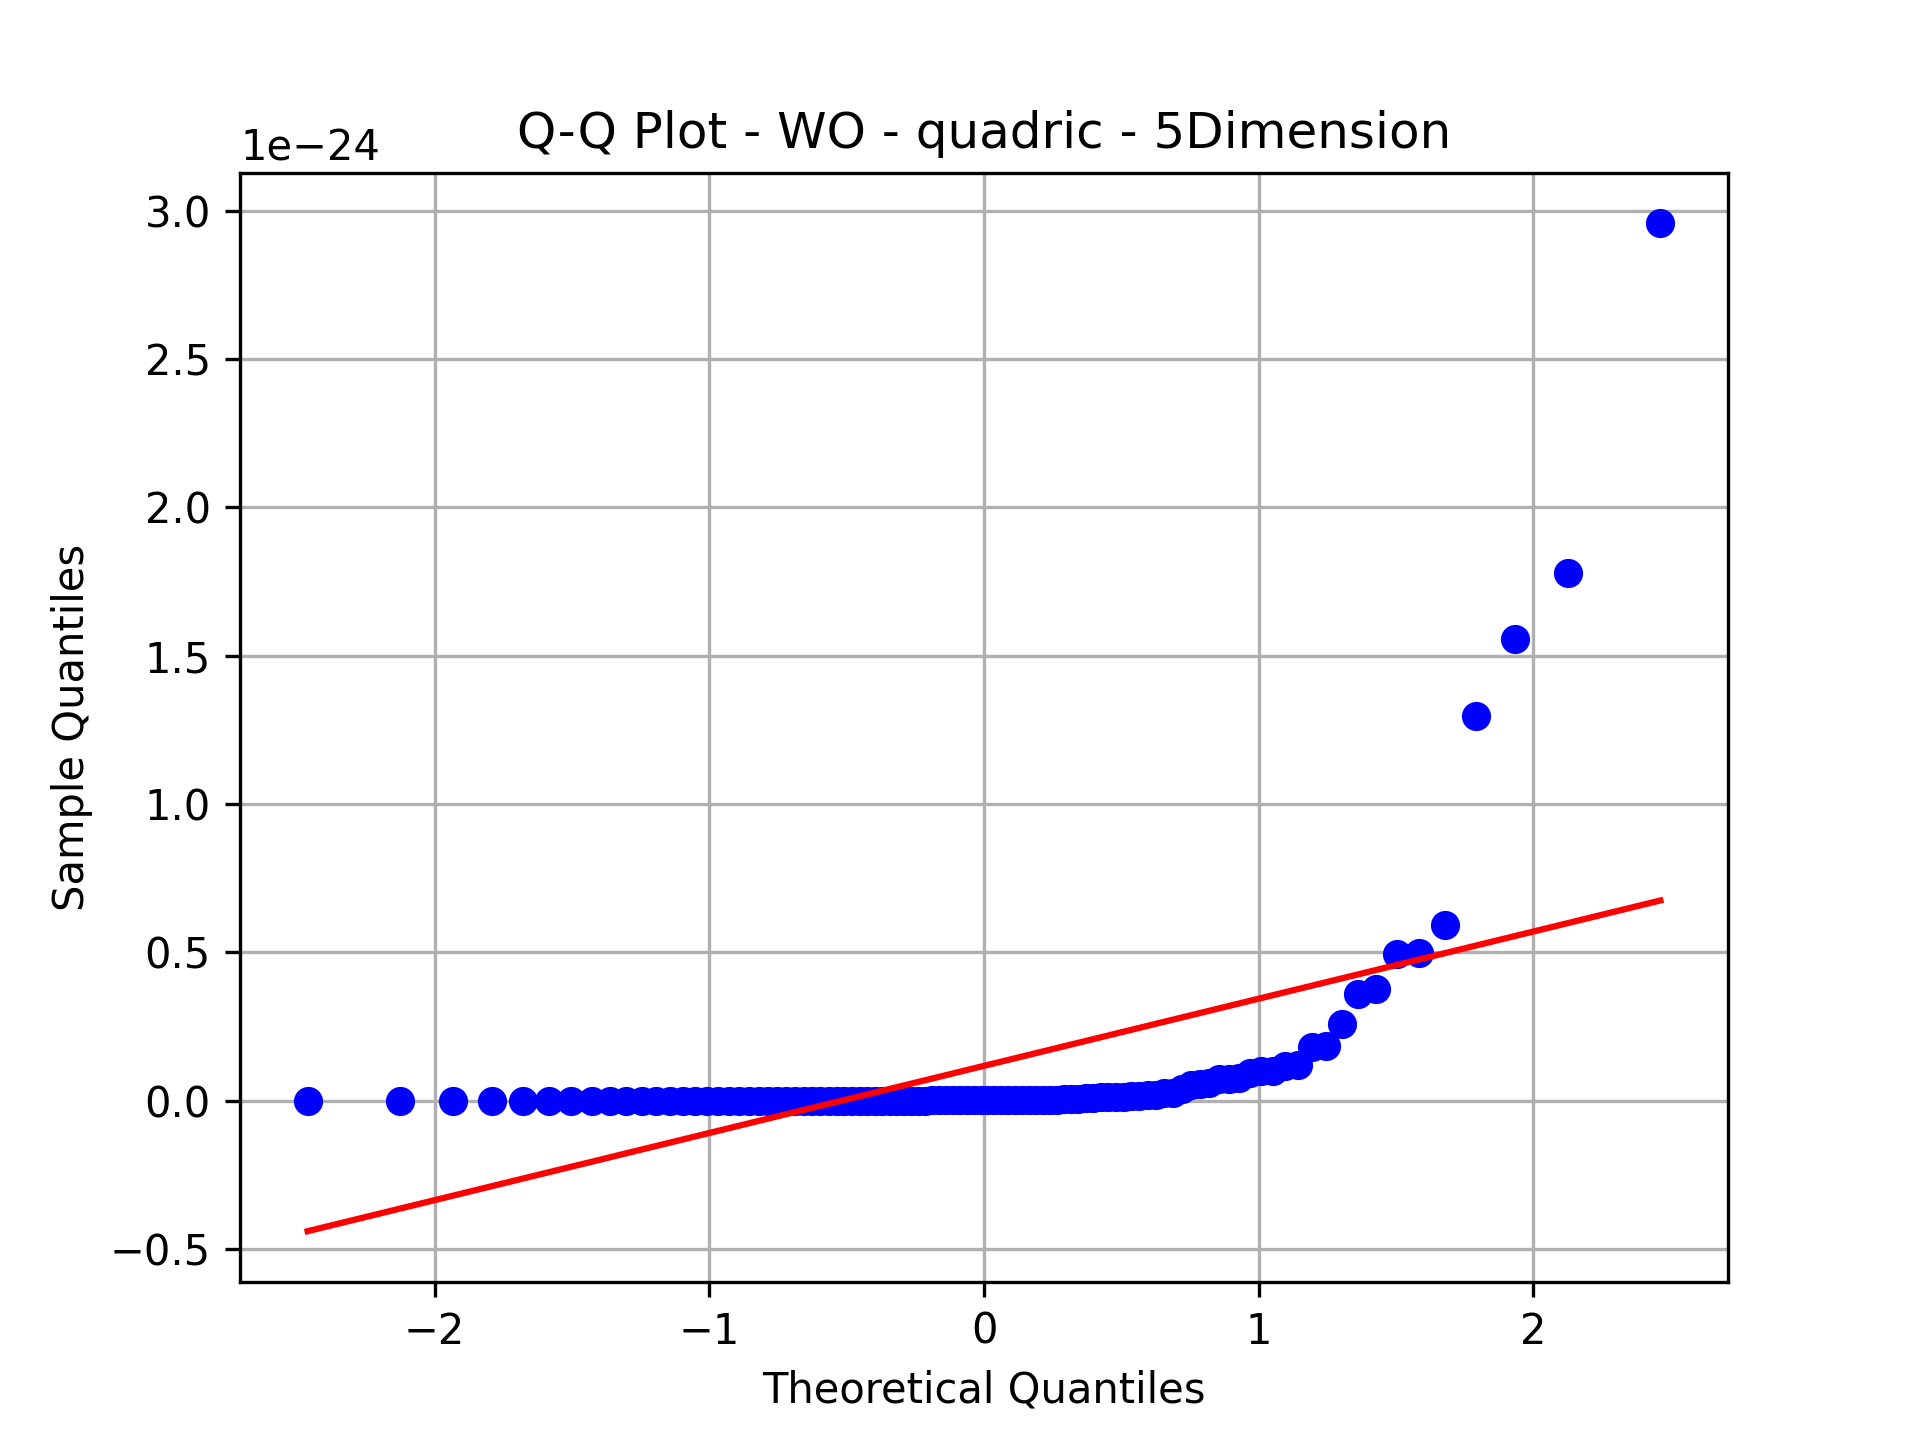 Q-Q Plot - WO - quadric - 5Dimension
1e−24
3.0
2.5
2.0
1.5
1.0
0.5
0.0
−0.5
Sample Quantiles
−2 −1 0 1 2
Theoretical Quantiles